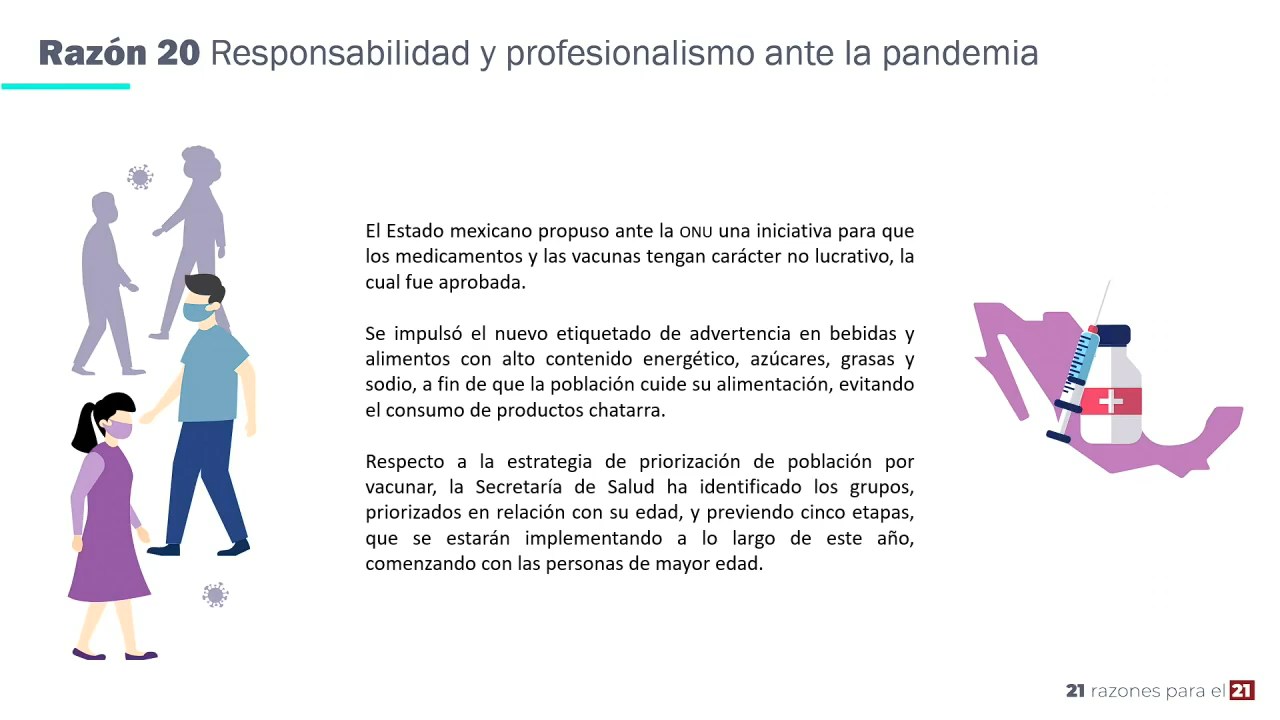 Razón 20 Responsabilidad y profesionalismo ante la pandemia
El Estado mexicano propuso ante la ONU una iniciativa para que
los medicamentos y las vacunas tengan carácter no lucrativo, la
cual fue aprobada.
Se impulsó el nuevo etiquetado de advertencia en bebidas y
alimentos con alto contenido energético, azúcares, grasas y
sodio, a fin de que la población cuide su alimentación, evitando
el consumo de productos chatarra.
Respecto a la estrategia de priorización de población por
vacunar, la Secretaría de Salud ha identificado los grupos,
priorizados en relación con su edad, y previendo cinco etapas,
que se estarán implementando a lo largo de este año,
comenzando con las personas de mayor edad.
21 razones para el 21